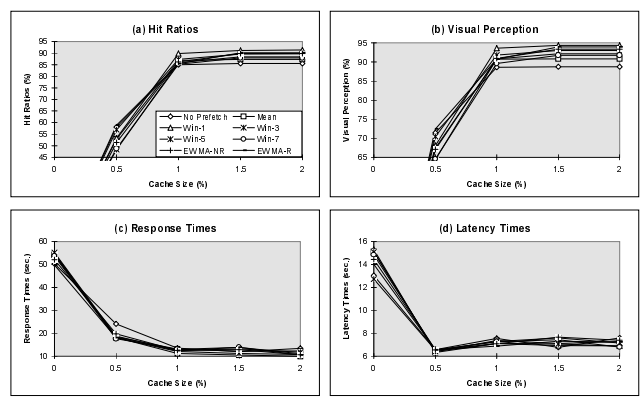 (a) Hit Ratios
Hit Ratios (%)
95
90
85
80
75
70
65
60
55
50
45
No Prefetch
Mean
Win-1
Win-3
Win-5
Win-7
EWMA-NR
EWMA-R
0
0.5
1
1.5
2
Cache Size (%)
(b) Visual Perception
Visual Perception (%)
95
90
85
80
75
70
65
0
0.5
1
1.5
2
Cache Size (%)
(c) Response Times
Response Times (sec.)
60
50
40
30
20
10
0
0.5
1
1.5
2
Cache Size (%)
(d) Latency Times
Latency Times (sec.)
16
14
12
10
8
6
0
0.5
1
1.5
2
Cache Size (%)